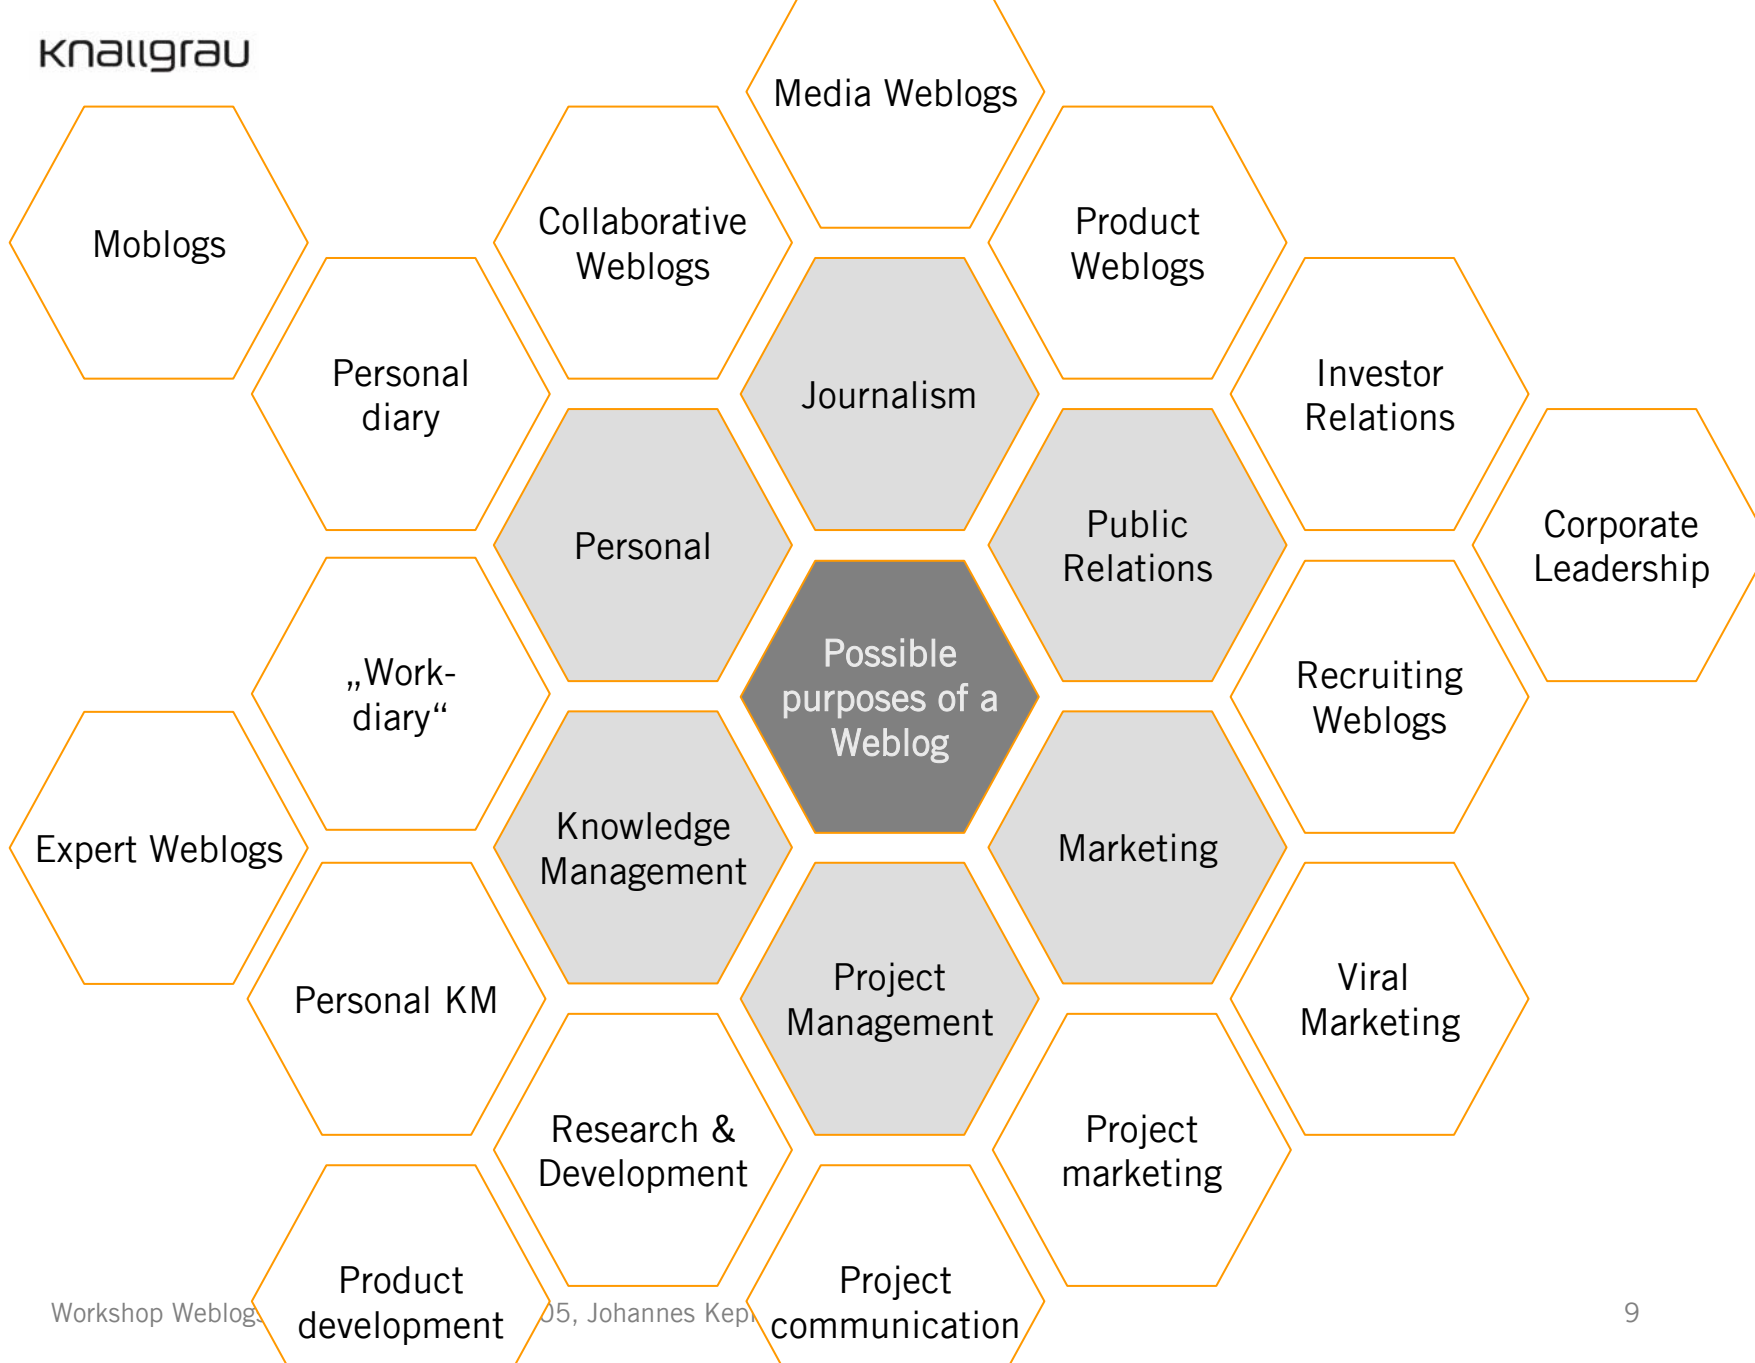 knallgrau
Media Weblogs
Moblogs
Collaborative
Weblogs
Product
Weblogs
Personal
diary
Journalism
Investor
Relations
Personal
Public
Relations
Corporate
Leadership
„Work-
diary“
Possible
purposes of a
Weblog
Recruiting
Weblogs
Expert Weblogs
Knowledge
Management
Marketing
Personal KM
Project
Management
Viral
Marketing
Research &
Development
Project
marketing
Product
development
Project
communication
Workshop 05, Johannes 9